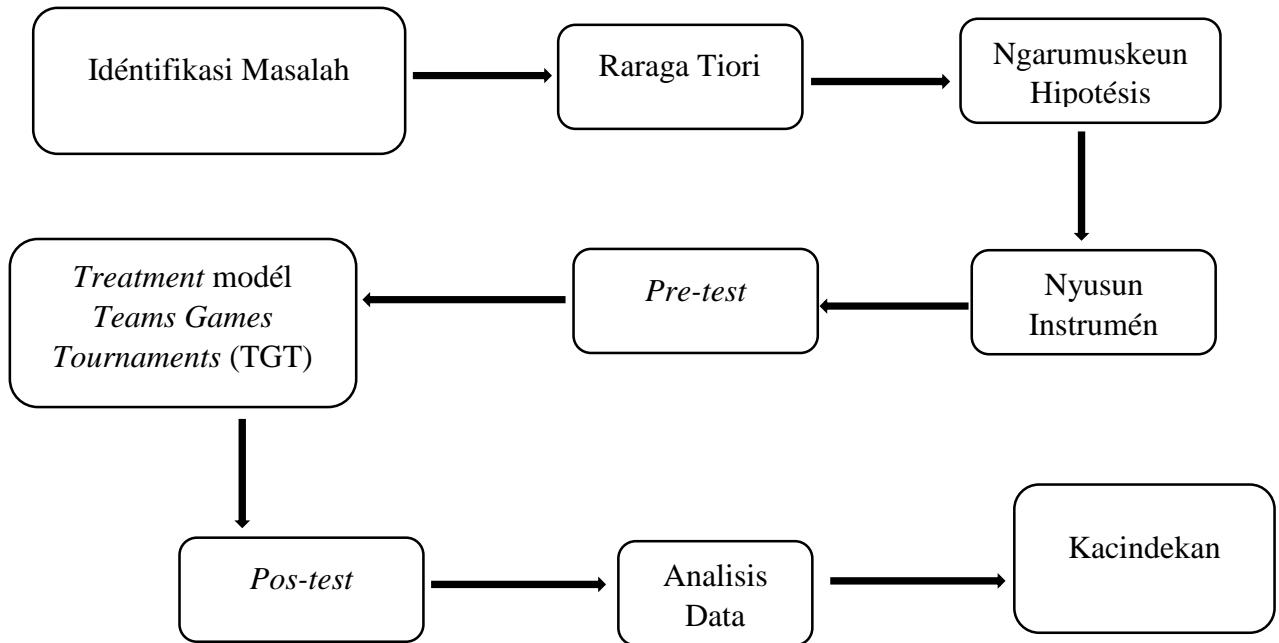 Idéntifikasi Masalah
Raraga Tiori
Ngarumuskeun
Hipotésis
Nyusun
Instrumén
Pre-test
Treatment modél
Teams Games
Tournaments (TGT)
Pos-test
Analisis
Data
Kacindekan